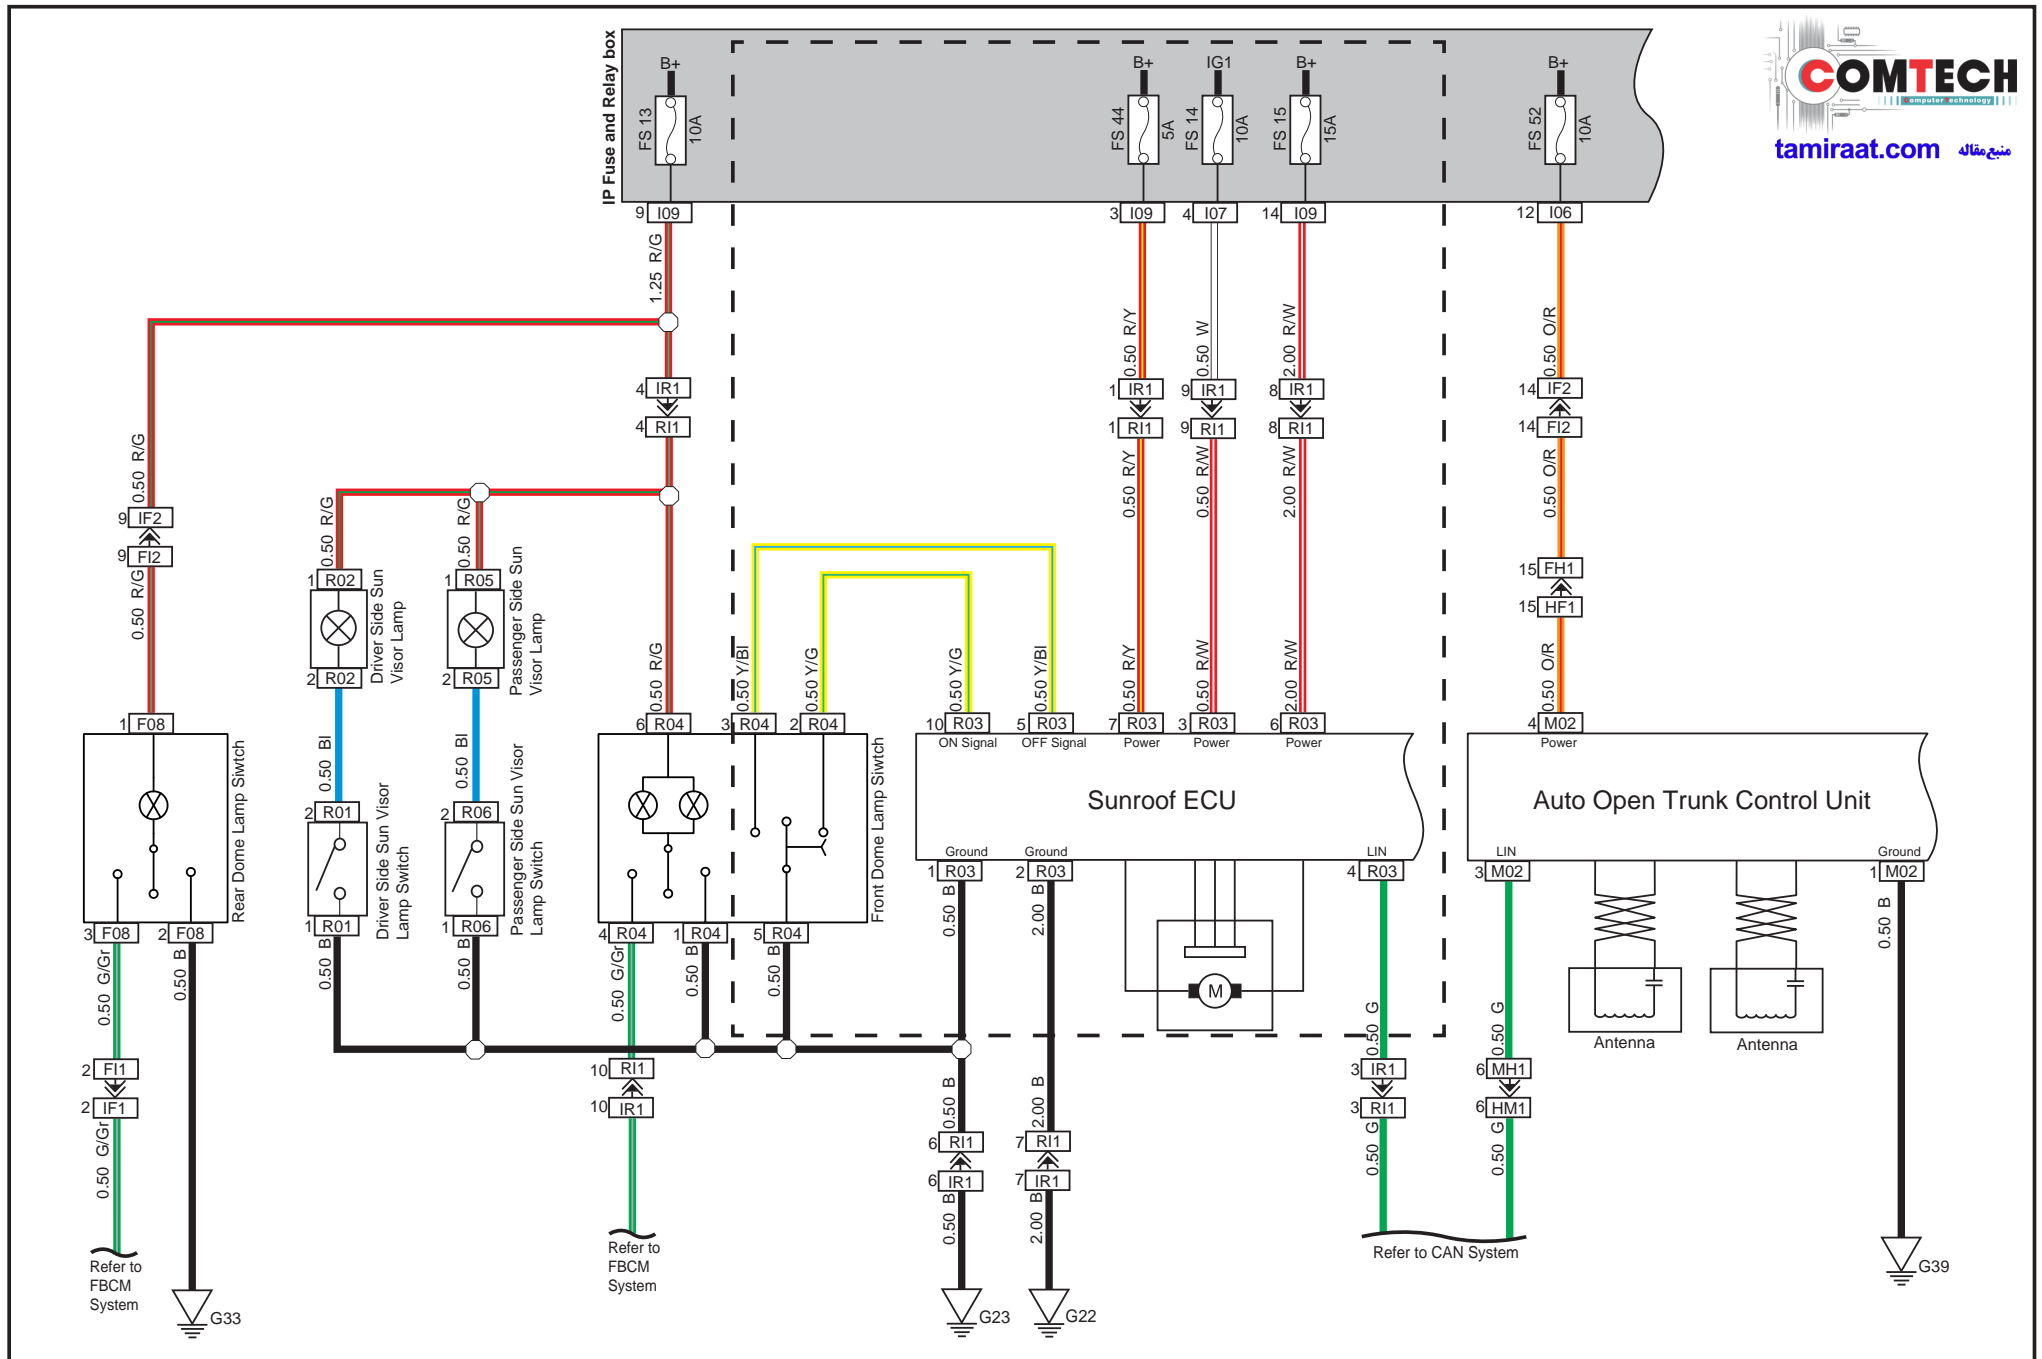 IP Fuse and Relay box
B+
FS 13
10A
B+
FS 44
5A
IG1
FS 14
10A
B+
FS 15
15A
B+
FS 52
10A
COMTECH
Computer Technology
tamiraat.com منبع مقاله
9 I09
3 I09
4 I07
14 I09
12 I06
1.25 R/G
0.50 R/Y
0.50 W
2.00 R/W
0.50 O/R
4 IR1
4 RI1
1 IR1
1 RI1
9 IR1
9 RI1
8 IR1
8 RI1
14 IF2
14 FI2
0.50 R/G
9 IF2
9 FI2
0.50 R/G
0.50 R/G
0.50 R/G
0.50 R/Y
0.50 R/W
2.00 R/W
0.50 O/R
15 FH1
15 HF1
1 R02
2 R02
Driver Side Sun
Visor Lamp
1 R05
2 R05
Passenger Side Sun
Visor Lamp
0.50 R/G
0.50 Y/Bl
0.50 Y/G
0.50 Y/G
0.50 Y/Bl
0.50 R/Y
0.50 R/W
2.00 R/W
0.50 O/R
1 F08
6 R04
3 R04
2 R04
10 R03
5 R03
7 R03
3 R03
6 R03
4 M02
ON Signal
OFF Signal
Power
Power
Power
Power
0.50 Bl
0.50 Bl
Rear Dome Lamp Siwtch
2 R01
1 R01
Driver Side Sun Visor
Lamp Switch
2 R06
1 R06
Passenger Side Sun Visor
Lamp Switch
Front Dome Lamp Siwtch
Sunroof ECU
Auto Open Trunk Control Unit
Ground
Ground
LIN
LIN
Ground
1 R03
2 R03
4 R03
3 M02
1 M02
3 F08
2 F08
4 R04
1 R04
5 R04
0.50 G/Gr
0.50 B
0.50 B
0.50 B
0.50 G/Gr
0.50 B
0.50 B
0.50 B
2.00 B
M
0.50 G
0.50 G
0.50 B
Antenna
Antenna
2 FI1
2 IF1
10 RI1
10 IR1
3 IR1
3 RI1
6 MH1
6 HM1
0.50 B
2.00 B
6 RI1
6 IR1
7 RI1
7 IR1
0.50 G/Gr
0.50 B
2.00 B
0.50 G
0.50 G
Refer to
FBCM
System
G33
Refer to
FBCM
System
G23
G22
Refer to CAN System
G39